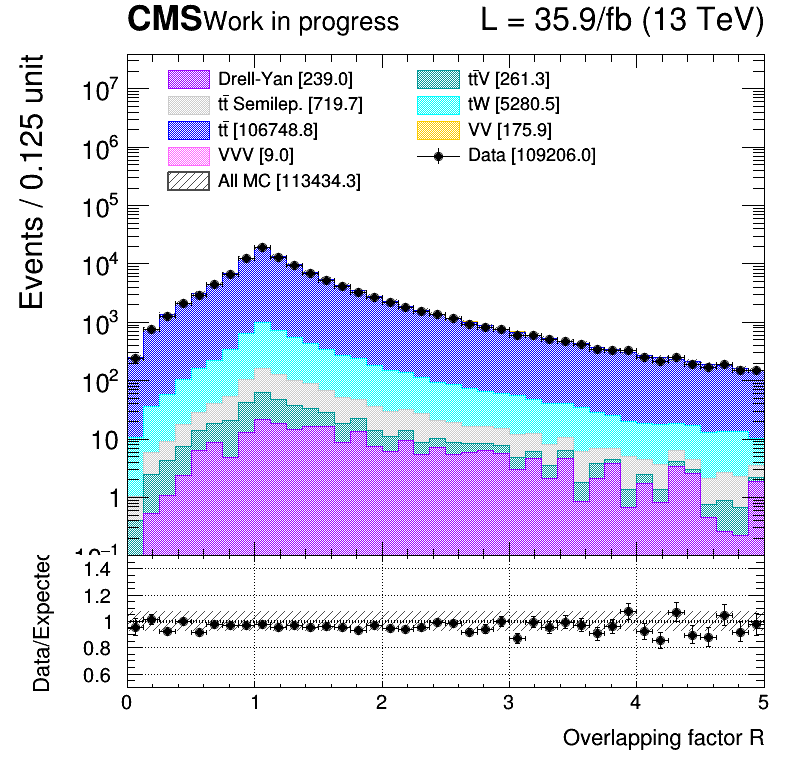 CMS Work in progress L = 35.9/fb (13 TeV)
Events / 0.125 unit
Drell-Yan [239.0] tt̄V [261.3]
tt̄ Semilep. [719.7] tW [5280.5]
tt̄ [106748.8] VV [175.9]
VVV [9.0] Data [109206.0]
All MC [113434.3]
10⁷
10⁶
10⁵
10⁴
10³
10²
10
1
10⁻¹
Data/Expected
1.4
1.2
1
0.8
0.6
0 1 2 3 4 5
Overlapping factor R